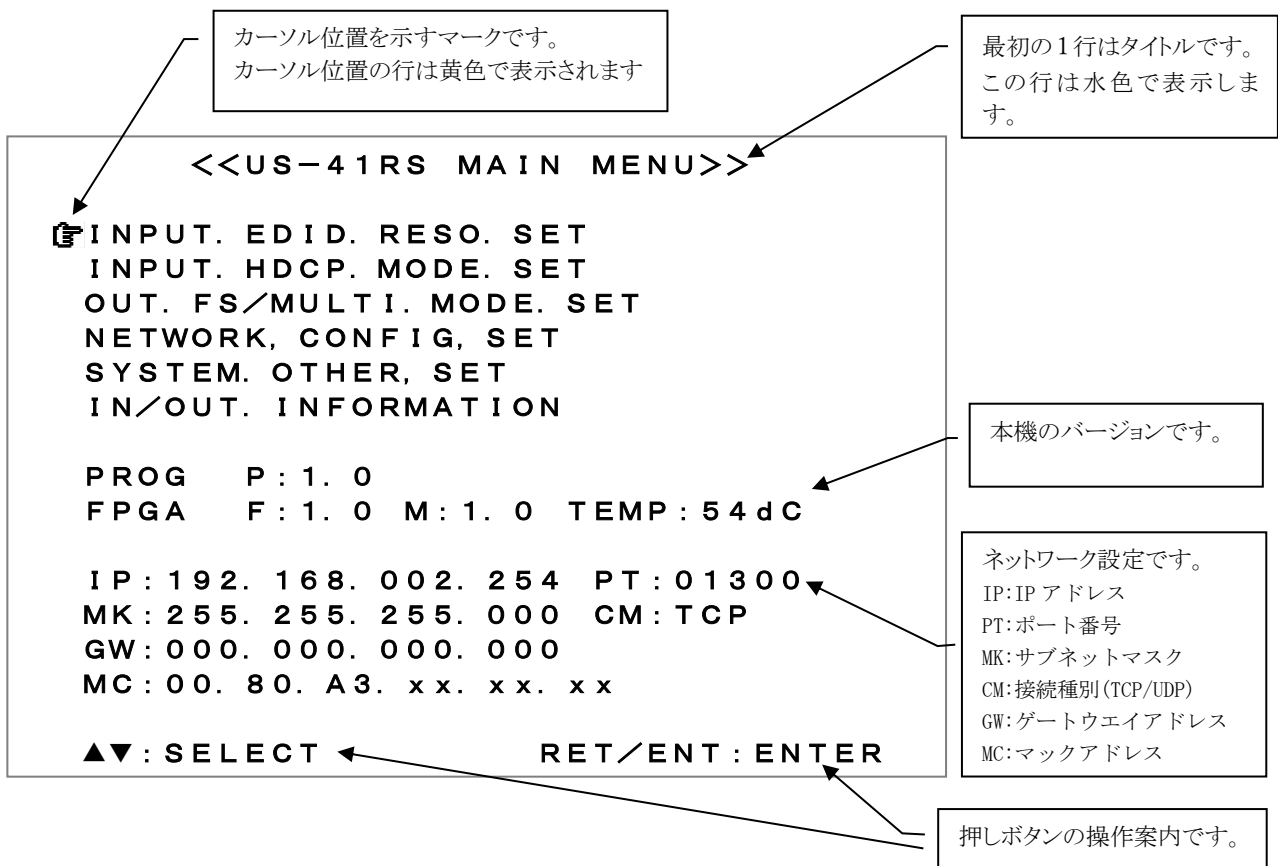 カーソル位置を示すマークです。
カーソル位置の行は黄色で表示されます
最初の1行はタイトルです。
この行は水色で表示しま
す。
<<US−41RS MAIN MENU>>
☞INPUT. EDID. RESO. SET
INPUT. HDCP. MODE. SET
OUT. FS/MULTI. MODE. SET
NETWORK, CONFIG, SET
SYSTEM. OTHER, SET
IN/OUT. INFORMATION
本機のバージョンです。
PROG P:1. 0
FPGA F:1. 0 M:1. 0 TEMP:54dC
IP:192. 168. 002. 254 PT:01300
MK:255. 255. 255. 000 CM:TCP
GW:000. 000. 000. 000
MC:00. 80. A3. xx. xx. xx
ネットワーク設定です。
IP:IP アドレス
PT:ポート番号
MK:サブネットマスク
CM:接続種別(TCP/UDP)
GW:ゲートウエイアドレス
MC:マックアドレス
▲▼:SELECT RET/ENT:ENTER
押しボタンの操作案内です。